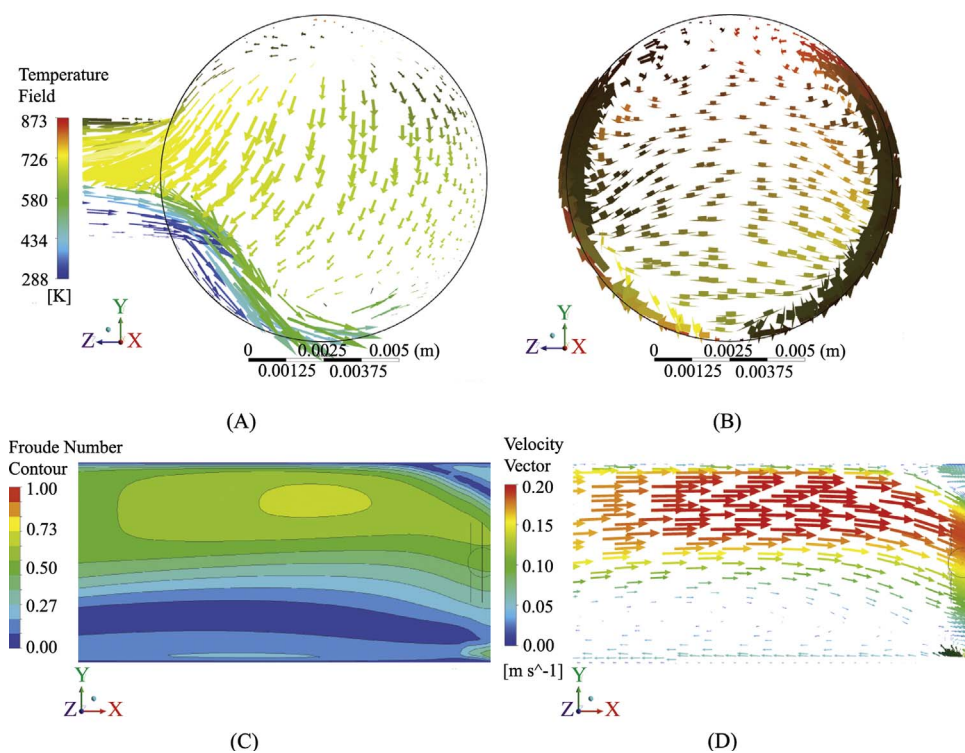 Temperature
Field
873
726
580
434
288
[K]
Y
Z X
0 0.0025 0.005 (m)
0.00125 0.00375
(A)
Y
Z X
0 0.0025 0.005 (m)
0.00125 0.00375
(B)
Froude Number
Contour
1.00
0.73
0.53
0.27
0.00
Y
Z X
(C)
Velocity
Vector
0.20
0.15
0.10
0.05
0.00
[m s^-1]
Y
Z X
(D)